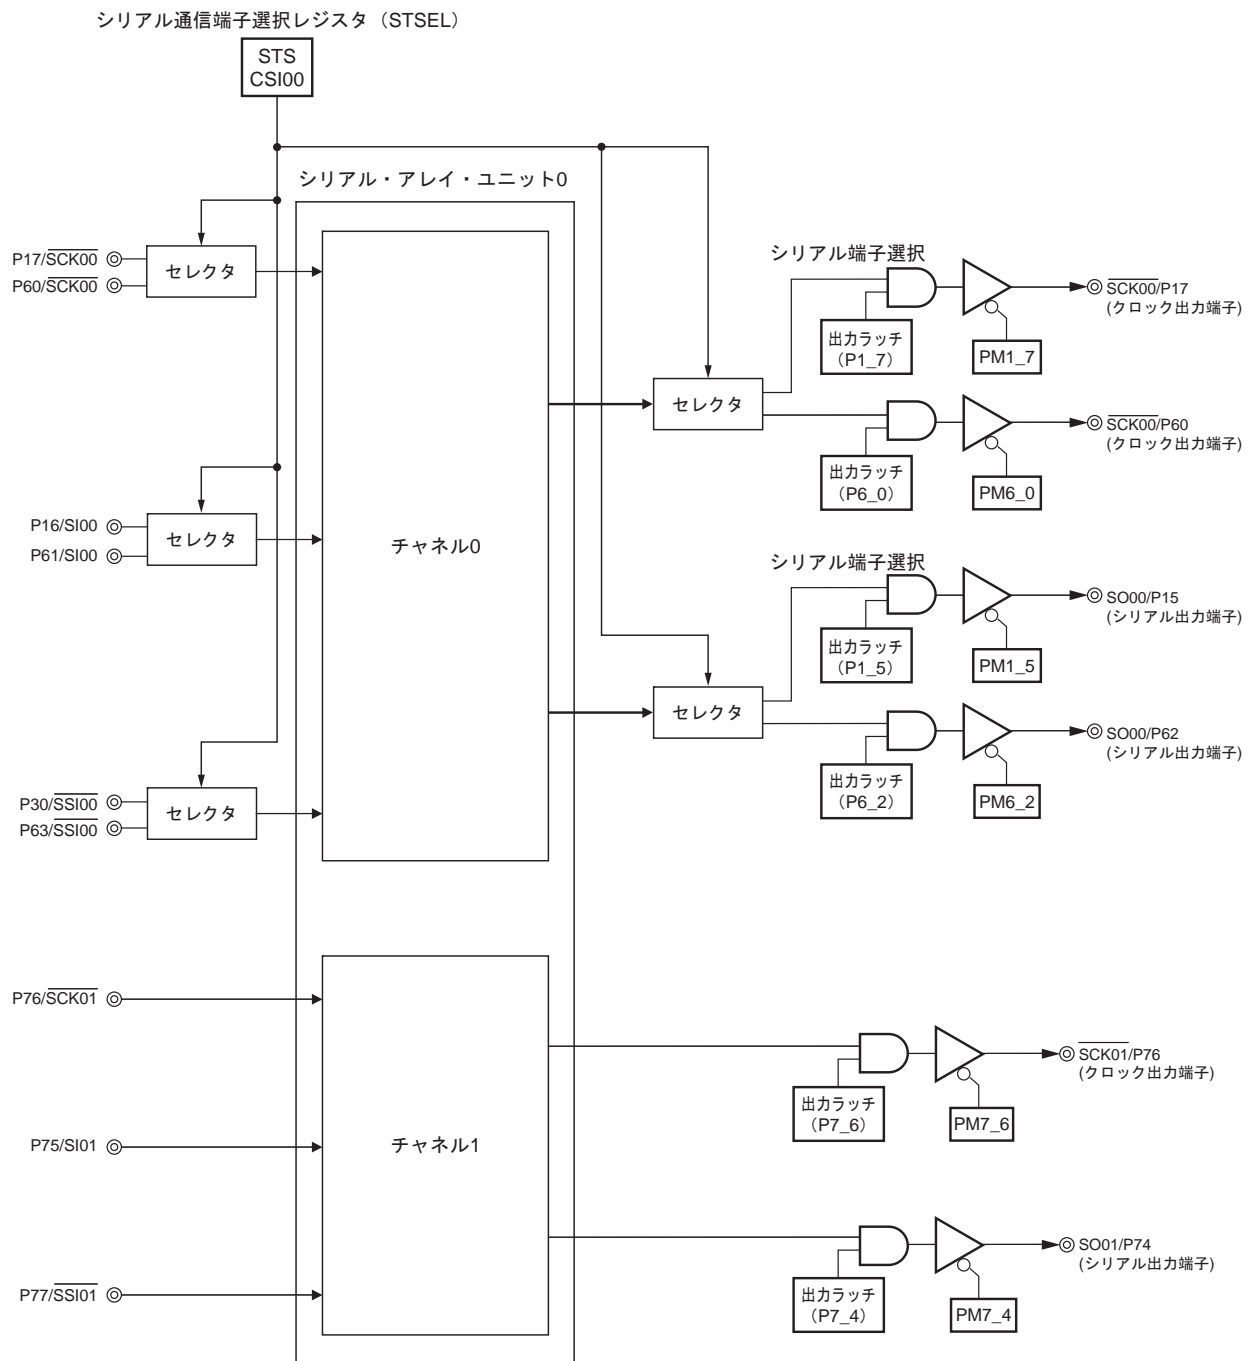 シリアル通信端子選択レジスタ（STSEL）
STS
CSI00
シリアル・アレイ・ユニット0
P17/SCK00
P60/SCK00
セレクタ
シリアル端子選択
出力ラッチ
（P1_7）
PM1_7
SCK00/P17
(クロック出力端子)
セレクタ
出力ラッチ
（P6_0）
PM6_0
SCK00/P60
(クロック出力端子)
P16/SI00
P61/SI00
セレクタ
チャネル0
シリアル端子選択
出力ラッチ
（P1_5）
PM1_5
SO00/P15
(シリアル出力端子)
セレクタ
出力ラッチ
（P6_2）
PM6_2
SO00/P62
(シリアル出力端子)
P30/SSI00
P63/SSI00
セレクタ
P76/SCK01
出力ラッチ
（P7_6）
PM7_6
SCK01/P76
(クロック出力端子)
P75/SI01
チャネル1
出力ラッチ
（P7_4）
PM7_4
SO01/P74
(シリアル出力端子)
P77/SSI01